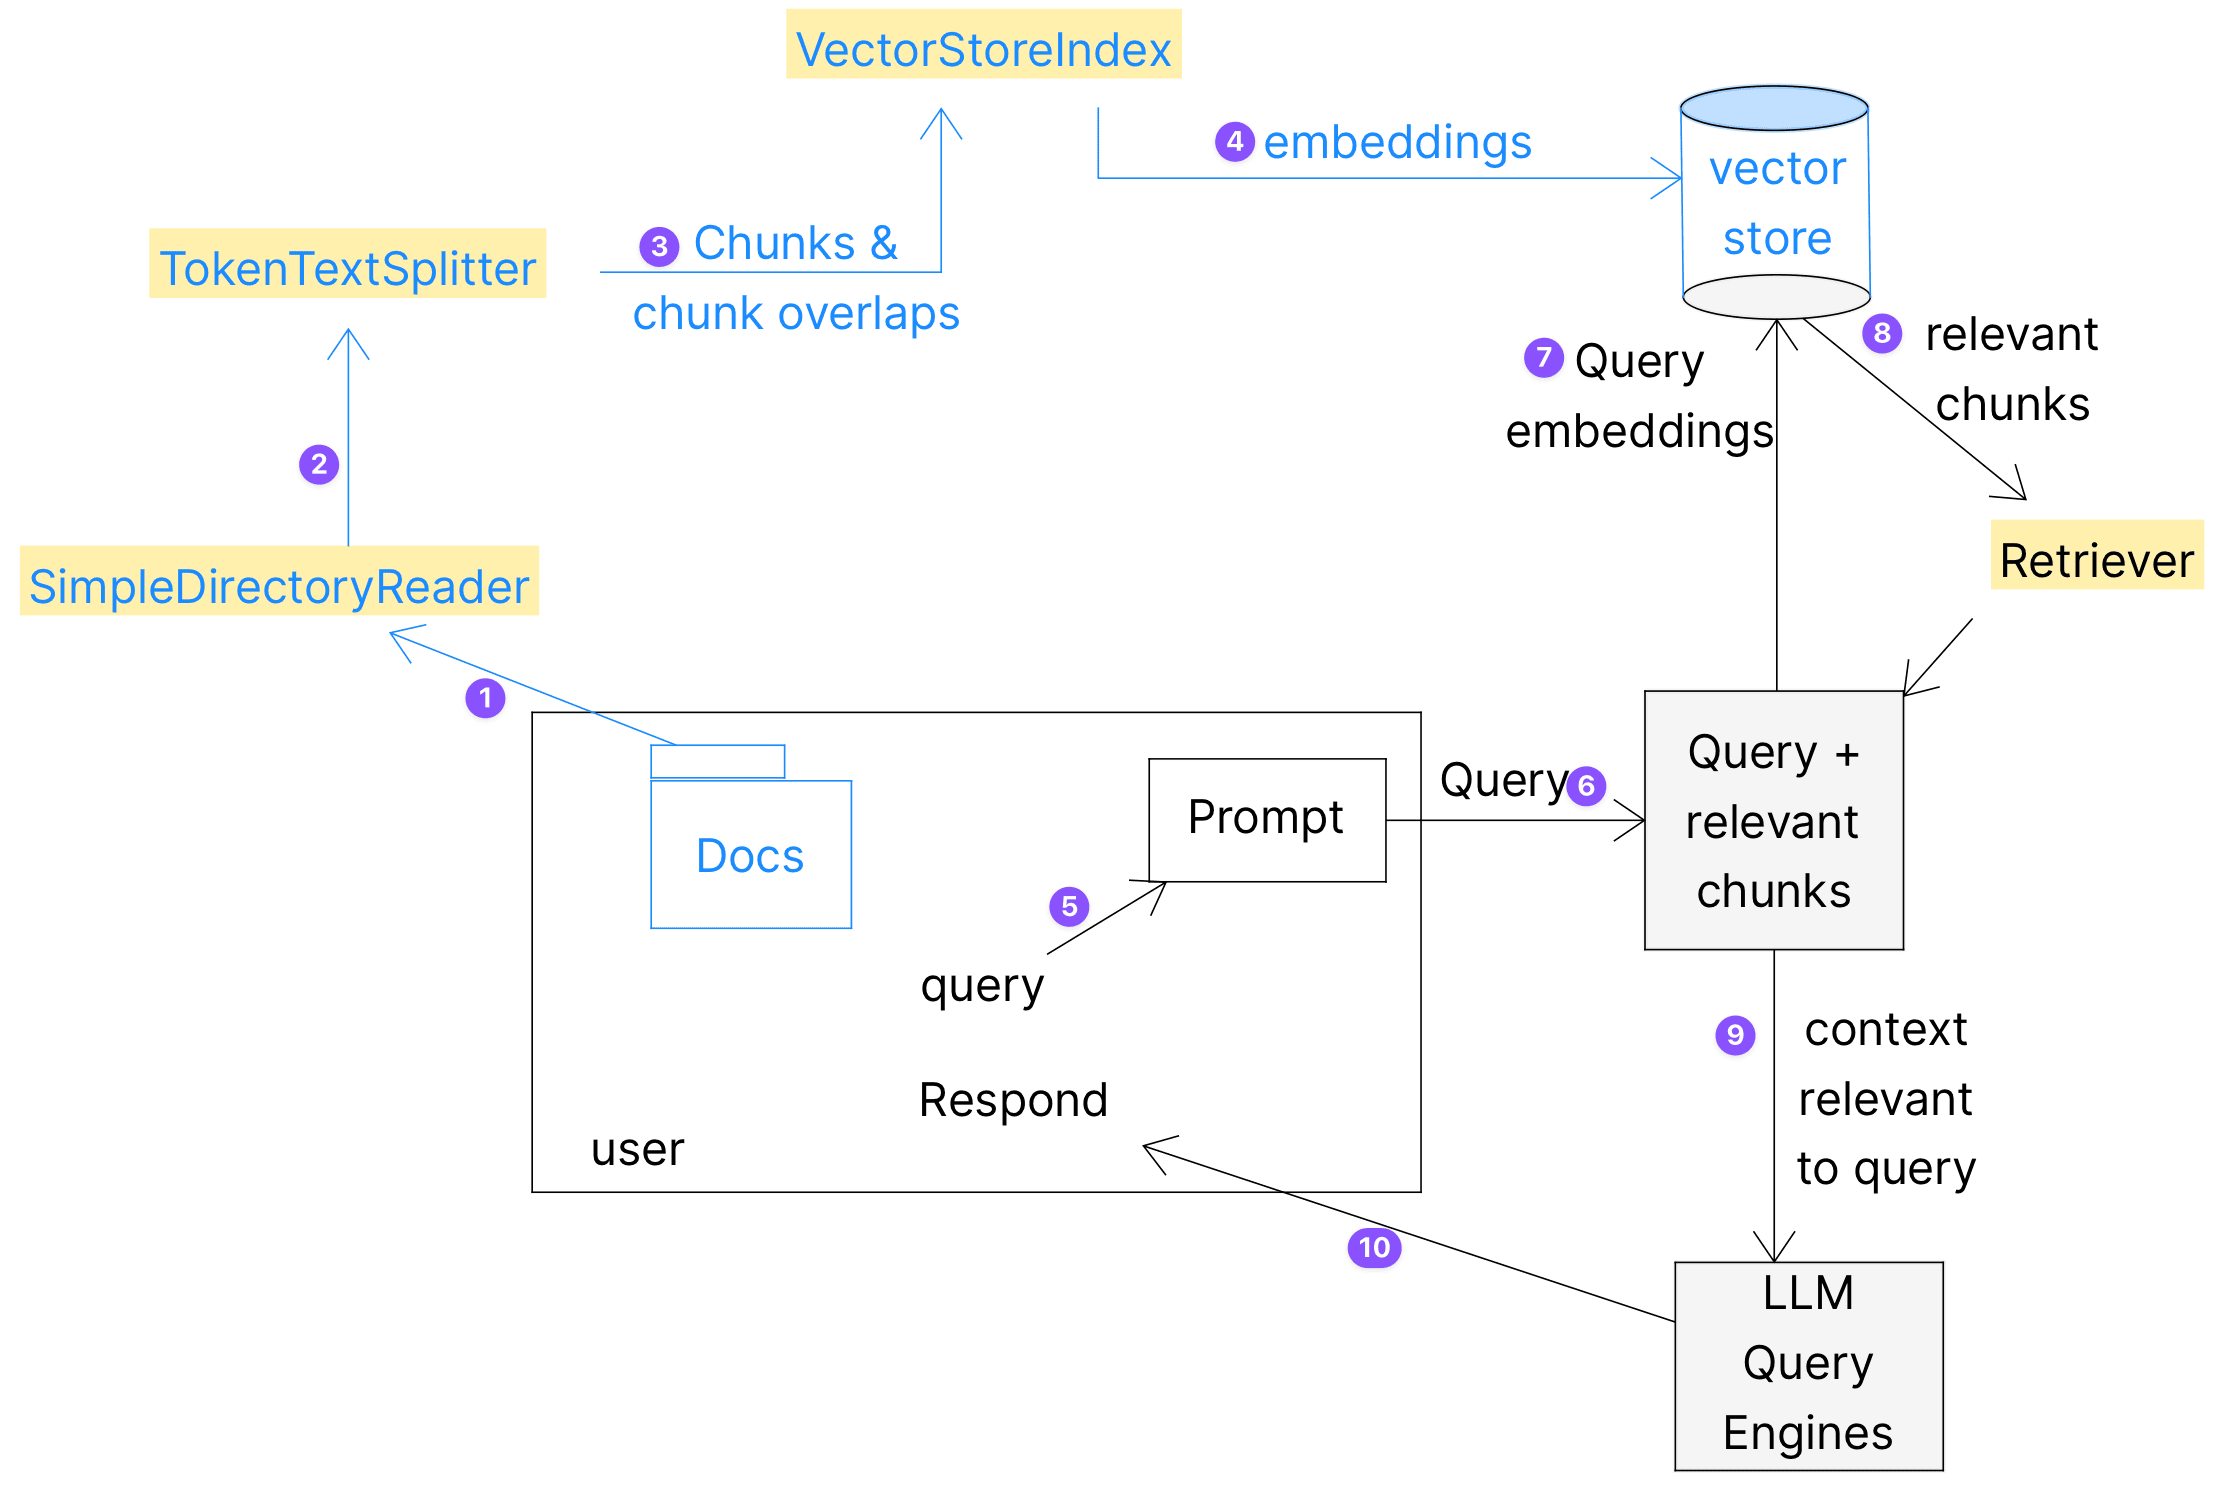 VectorStoreIndex
4 embeddings
vector
store
3 Chunks &
chunk overlaps
TokenTextSplitter
2
SimpleDirectoryReader
1
7 Query
embeddings
8 relevant
chunks
Retriever
Docs
Prompt
5
query
Respond
user
Query 6
Query +
relevant
chunks
9 context
relevant
to query
10
LLM
Query
Engines